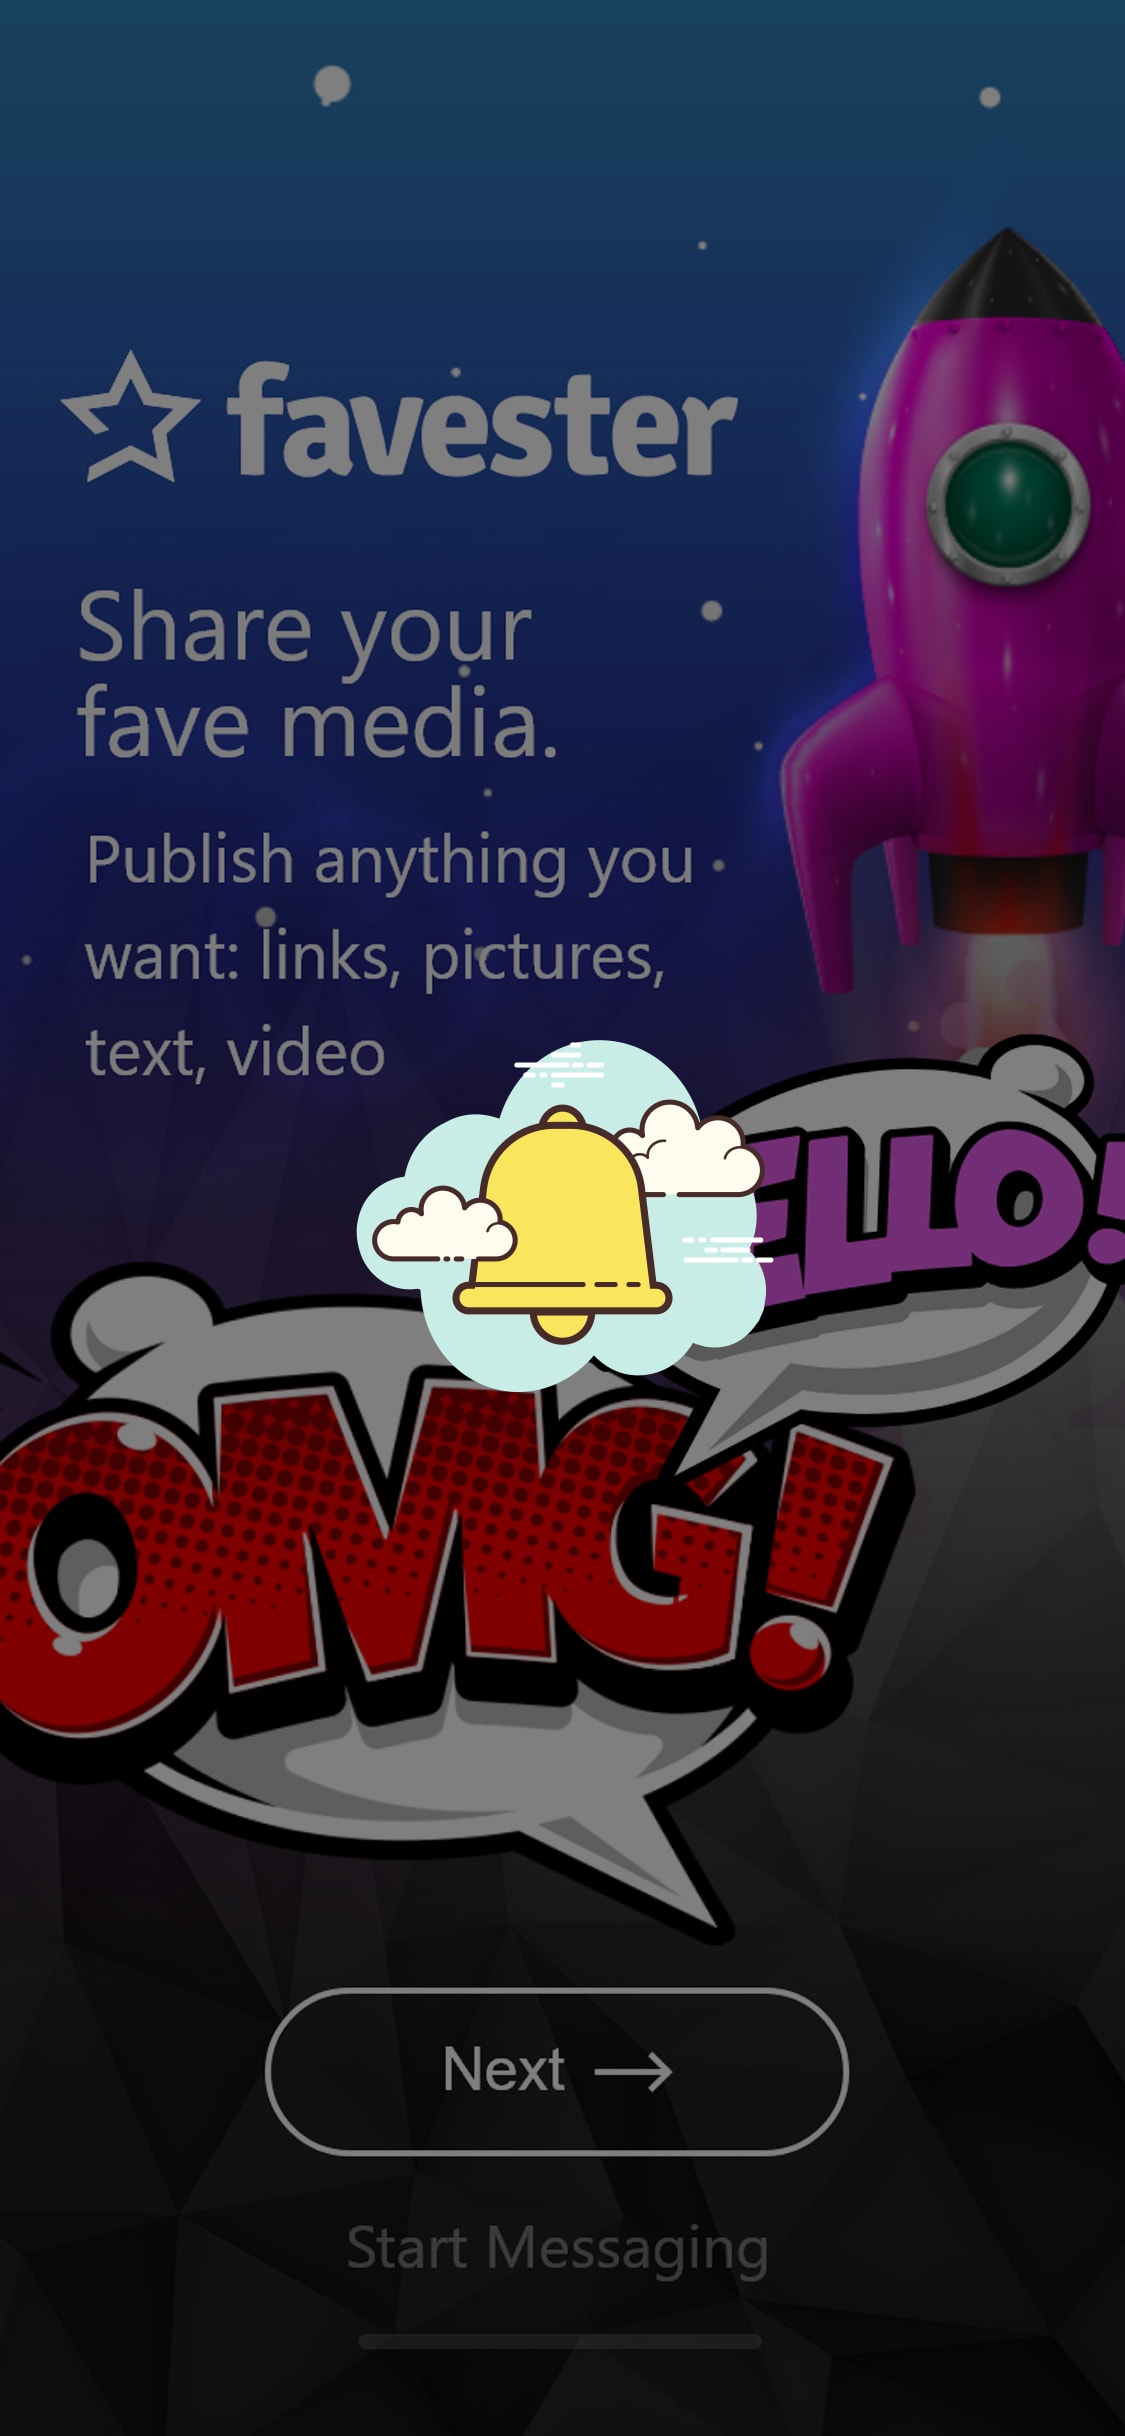 favester
Share your
fave media.
Publish anything you
want: links, pictures,
text, video
ELLO!
OMG!
Next
Start Messaging